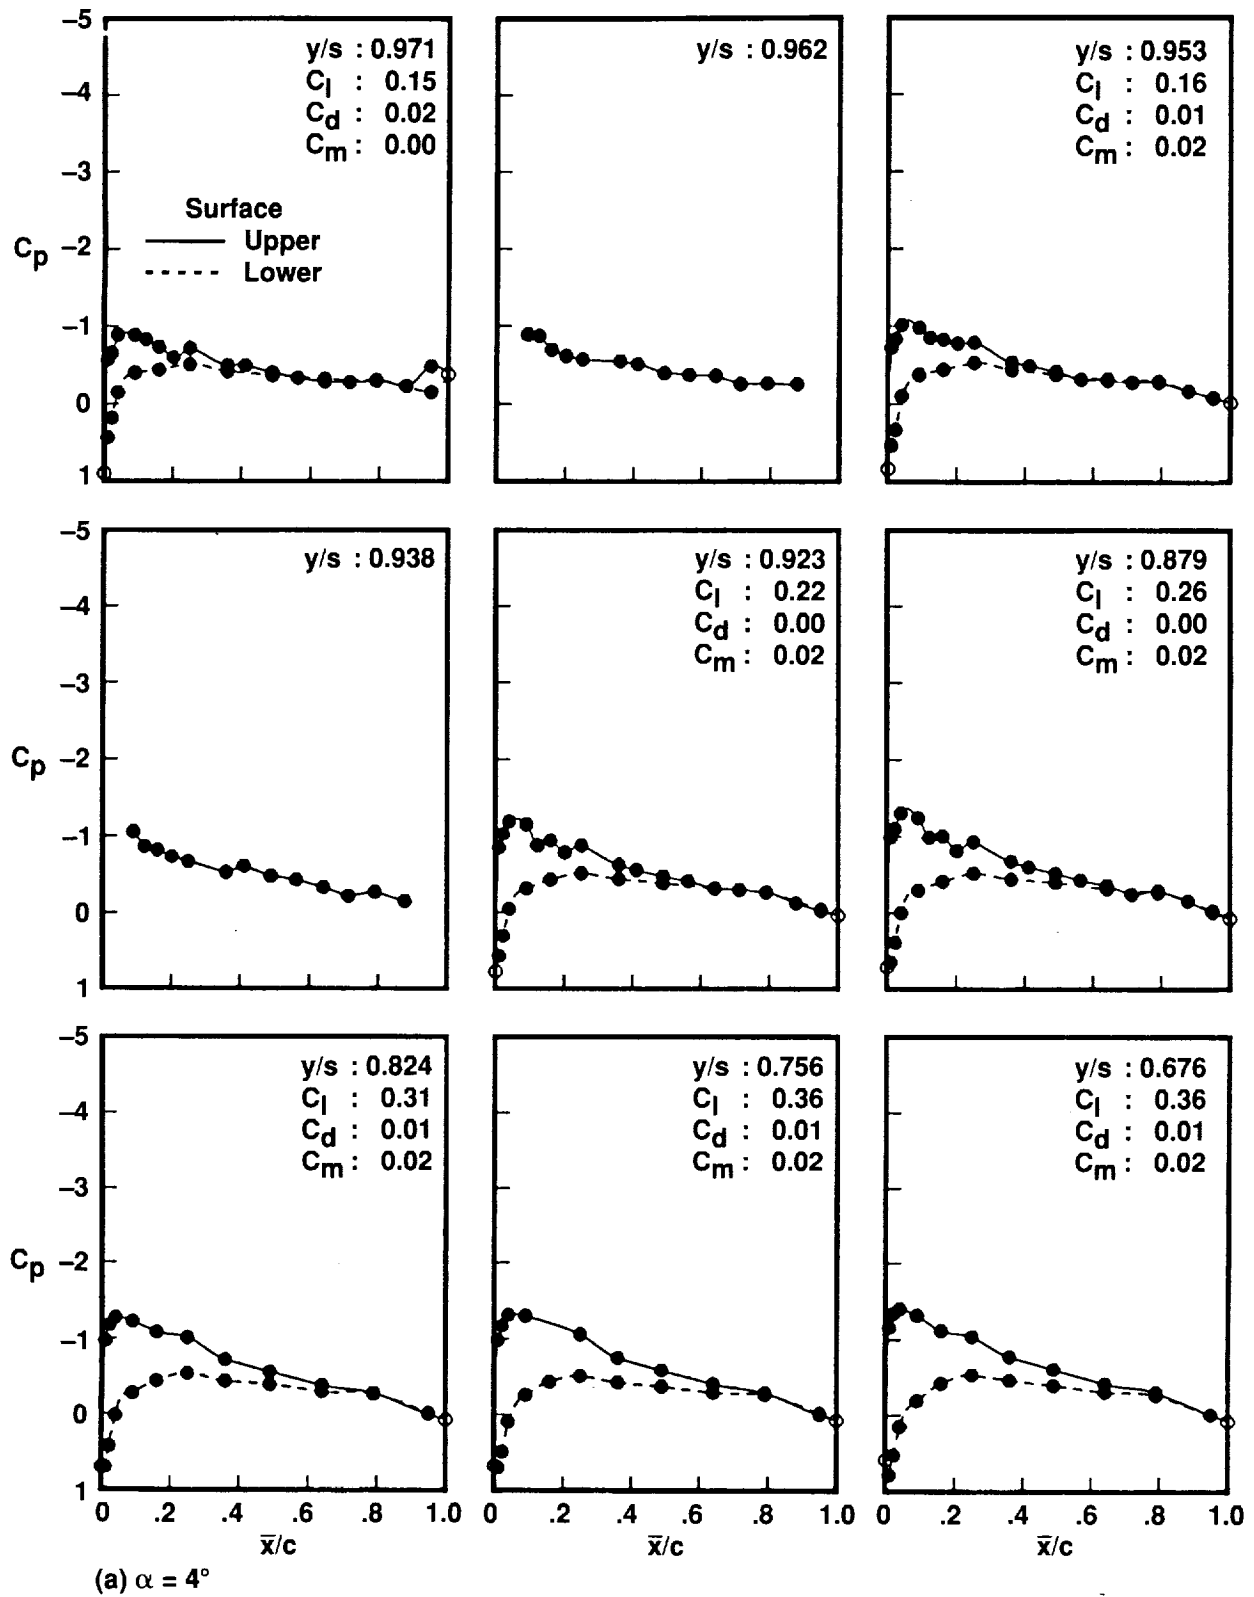 −5
−4
−3
−2
−1
0
1
Cp
y/s : 0.971
Cl : 0.15
Cd : 0.02
Cm : 0.00
Surface
Upper
Lower
y/s : 0.962
y/s : 0.953
Cl : 0.16
Cd : 0.01
Cm : 0.02
−5
−4
−3
−2
−1
0
1
Cp
y/s : 0.938
y/s : 0.923
Cl : 0.22
Cd : 0.00
Cm : 0.02
y/s : 0.879
Cl : 0.26
Cd : 0.00
Cm : 0.02
−5
−4
−3
−2
−1
0
1
Cp
y/s : 0.824
Cl : 0.31
Cd : 0.01
Cm : 0.02
y/s : 0.756
Cl : 0.36
Cd : 0.01
Cm : 0.02
y/s : 0.676
Cl : 0.36
Cd : 0.01
Cm : 0.02
0 .2 .4 .6 .8 1.0
x̄/c
0 .2 .4 .6 .8 1.0
x̄/c
0 .2 .4 .6 .8 1.0
x̄/c
(a) α = 4°